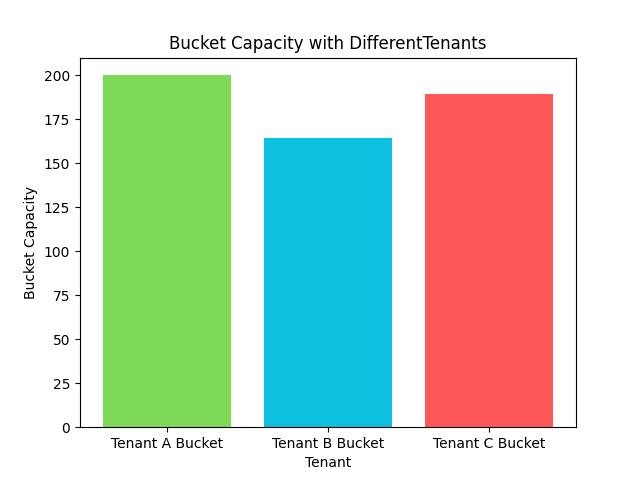 Bucket Capacity with DifferentTenants
200
175
150
125
100
75
50
25
0
Bucket Capacity
Tenant A Bucket Tenant B Bucket Tenant C Bucket
Tenant